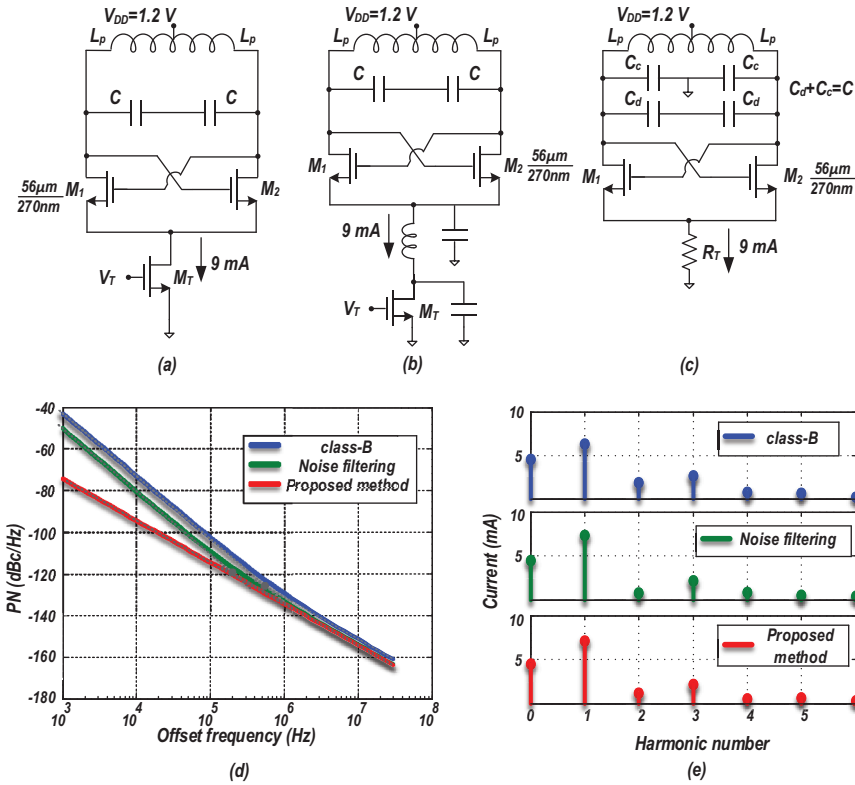 V_DD=1.2 V
L_p L_p
C C
56μm
270nm
M_1 M_2
9 mA
V_T M_T
(a)
V_DD=1.2 V
L_p L_p
C C
M_1 M_2 56μm
270nm
9 mA
V_T M_T
(b)
V_DD=1.2 V
L_p L_p
C_c C_c
C_d C_d
C_d+C_c=C
M_1 M_2 56μm
270nm
R_T 9 mA
(c)
-40
-60
-80
-100
-120
-140
-160
-180
PN (dBc/Hz)
class-B
Noise filtering
Proposed method
10^3 10^4 10^5 10^6 10^7 10^8
Offset frequency (Hz)
(d)
10
5
class-B
10
5
Noise filtering
10
5
Proposed
method
Current (mA)
0 1 2 3 4 5
Harmonic number
(e)